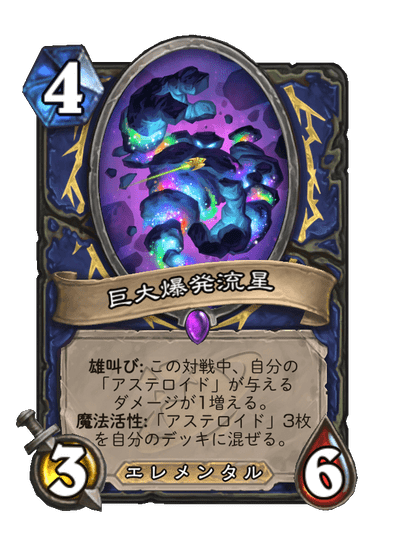 4
巨大爆発流星
雄叫び: この対戦中、自分の
「アステロイド」が与える
ダメージが1増える。
魔法活性:「アステロイド」3枚
を自分のデッキに混ぜる。
3
エレメンタル
6